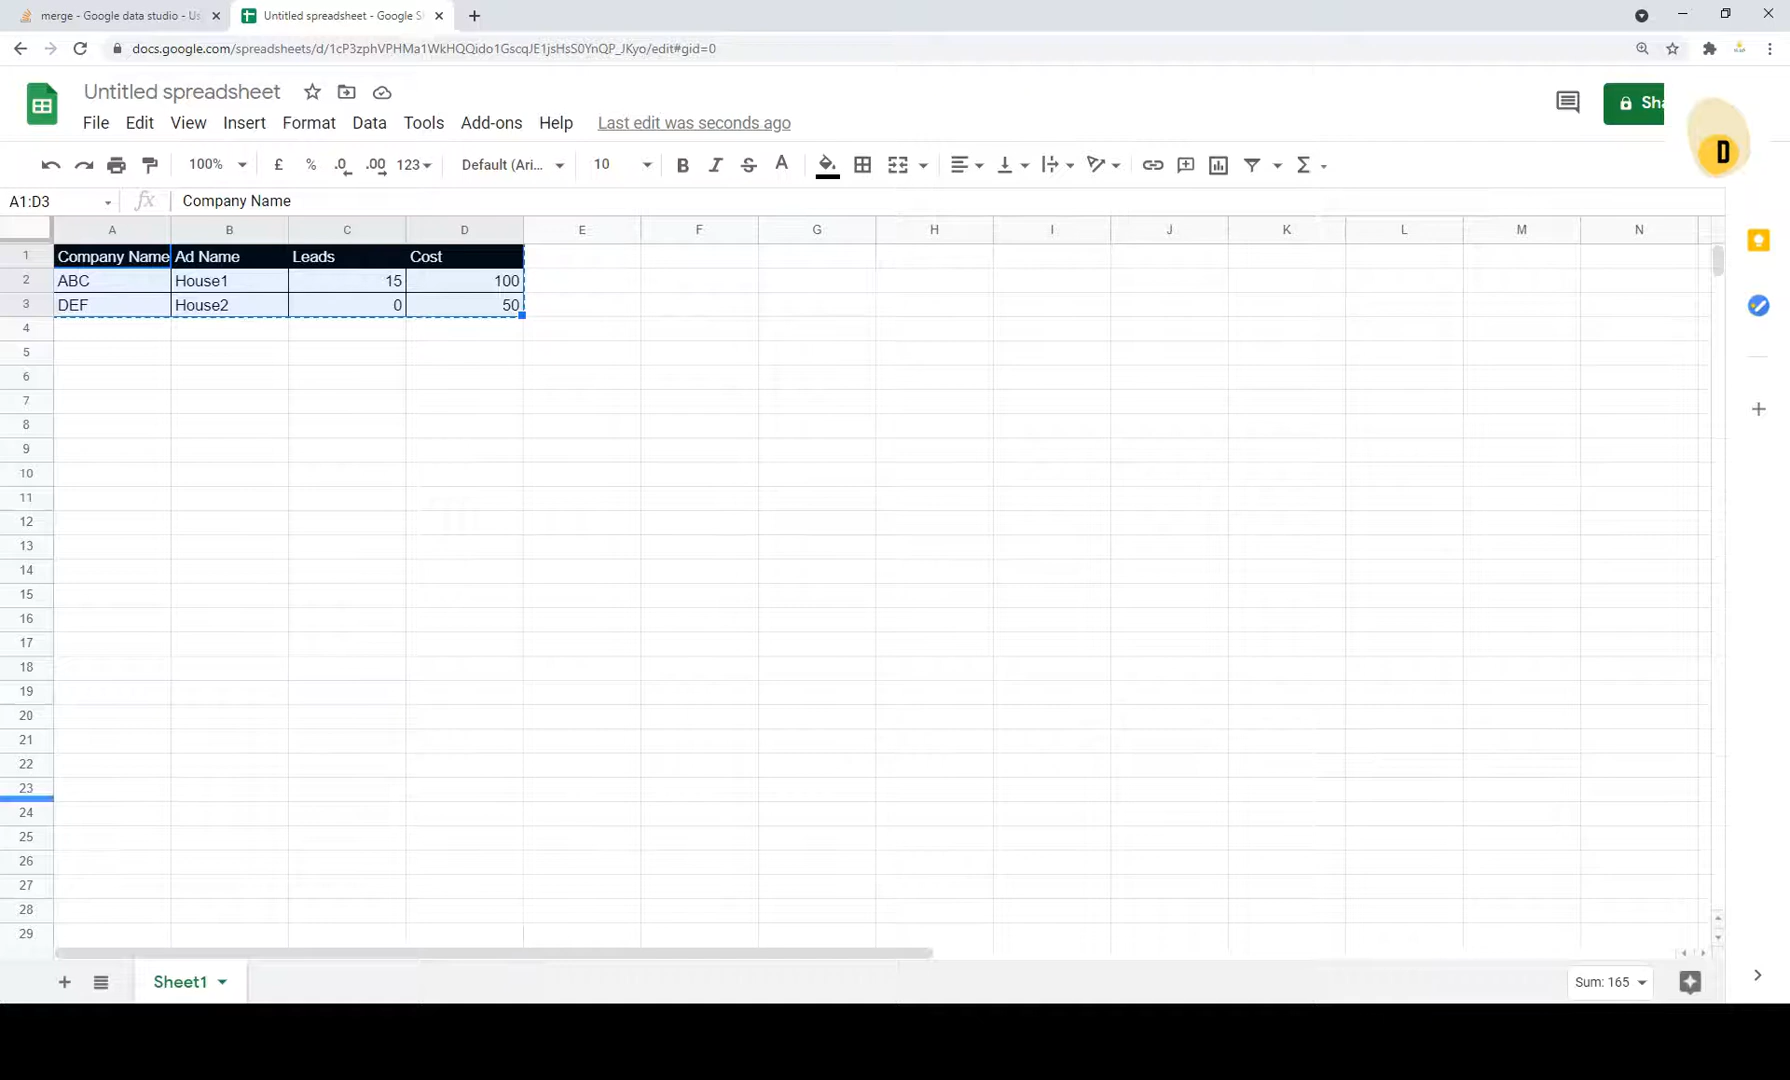 merge - Google data studio - Us
Untitled spreadsheet - Google S
docs.google.com/spreadsheets/d/1cP3zphVPHMa1WkHQQido1GscqJE1jsHsS0YnQP_JKyo/edit#gid=0
Untitled spreadsheet
Sha
File Edit View Insert Format Data Tools Add-ons Help Last edit was seconds ago
D
100% £ % .0 .00 123 Default (Ari... 10 B I S A Σ
A1:D3 fx Company Name
A B C D E F G H I J K L M N
1 Company Name Ad Name Leads Cost
2 ABC House1 15 100
3 DEF House2 0 50
4
5
6
7
8
9
10
11
12
13
14
15
16
17
18
19
20
21
22
23
24
25
26
27
28
29
Sheet1 Sum: 165